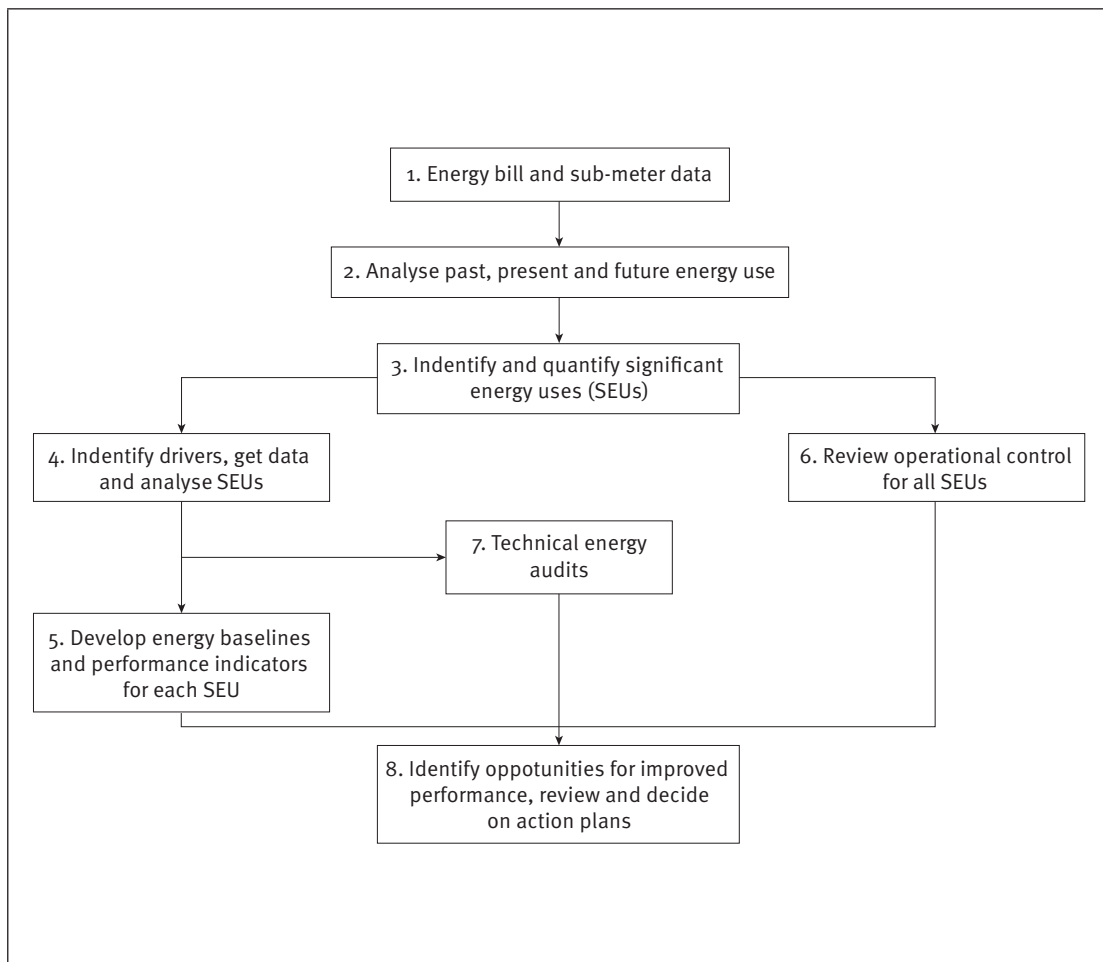 1. Energy bill and sub-meter data
2. Analyse past, present and future energy use
3. Indentify and quantify significant
energy uses (SEUs)
4. Indentify drivers, get data
and analyse SEUs
6. Review operational control
for all SEUs
7. Technical energy
audits
5. Develop energy baselines
and performance indicators
for each SEU
8. Identify oppotunities for improved
performance, review and decide
on action plans